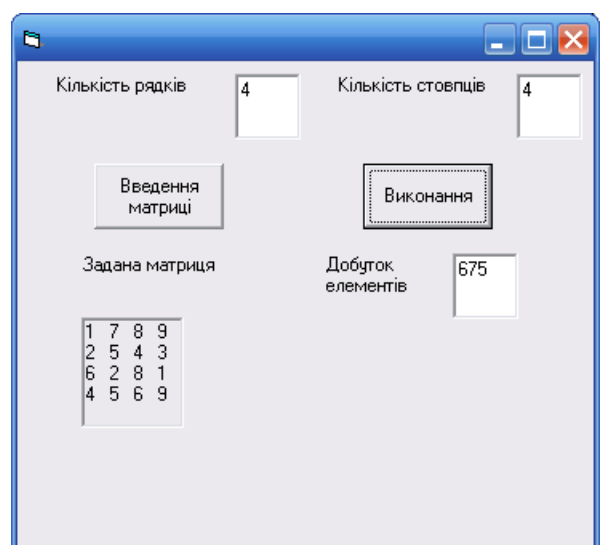 Кількість рядків 4 Кількість стовпців 4
Введення
матриці
Виконання
Задана матриця
Добуток
елементів
675
1 7 8 9
2 5 4 3
6 2 8 1
4 5 6 9